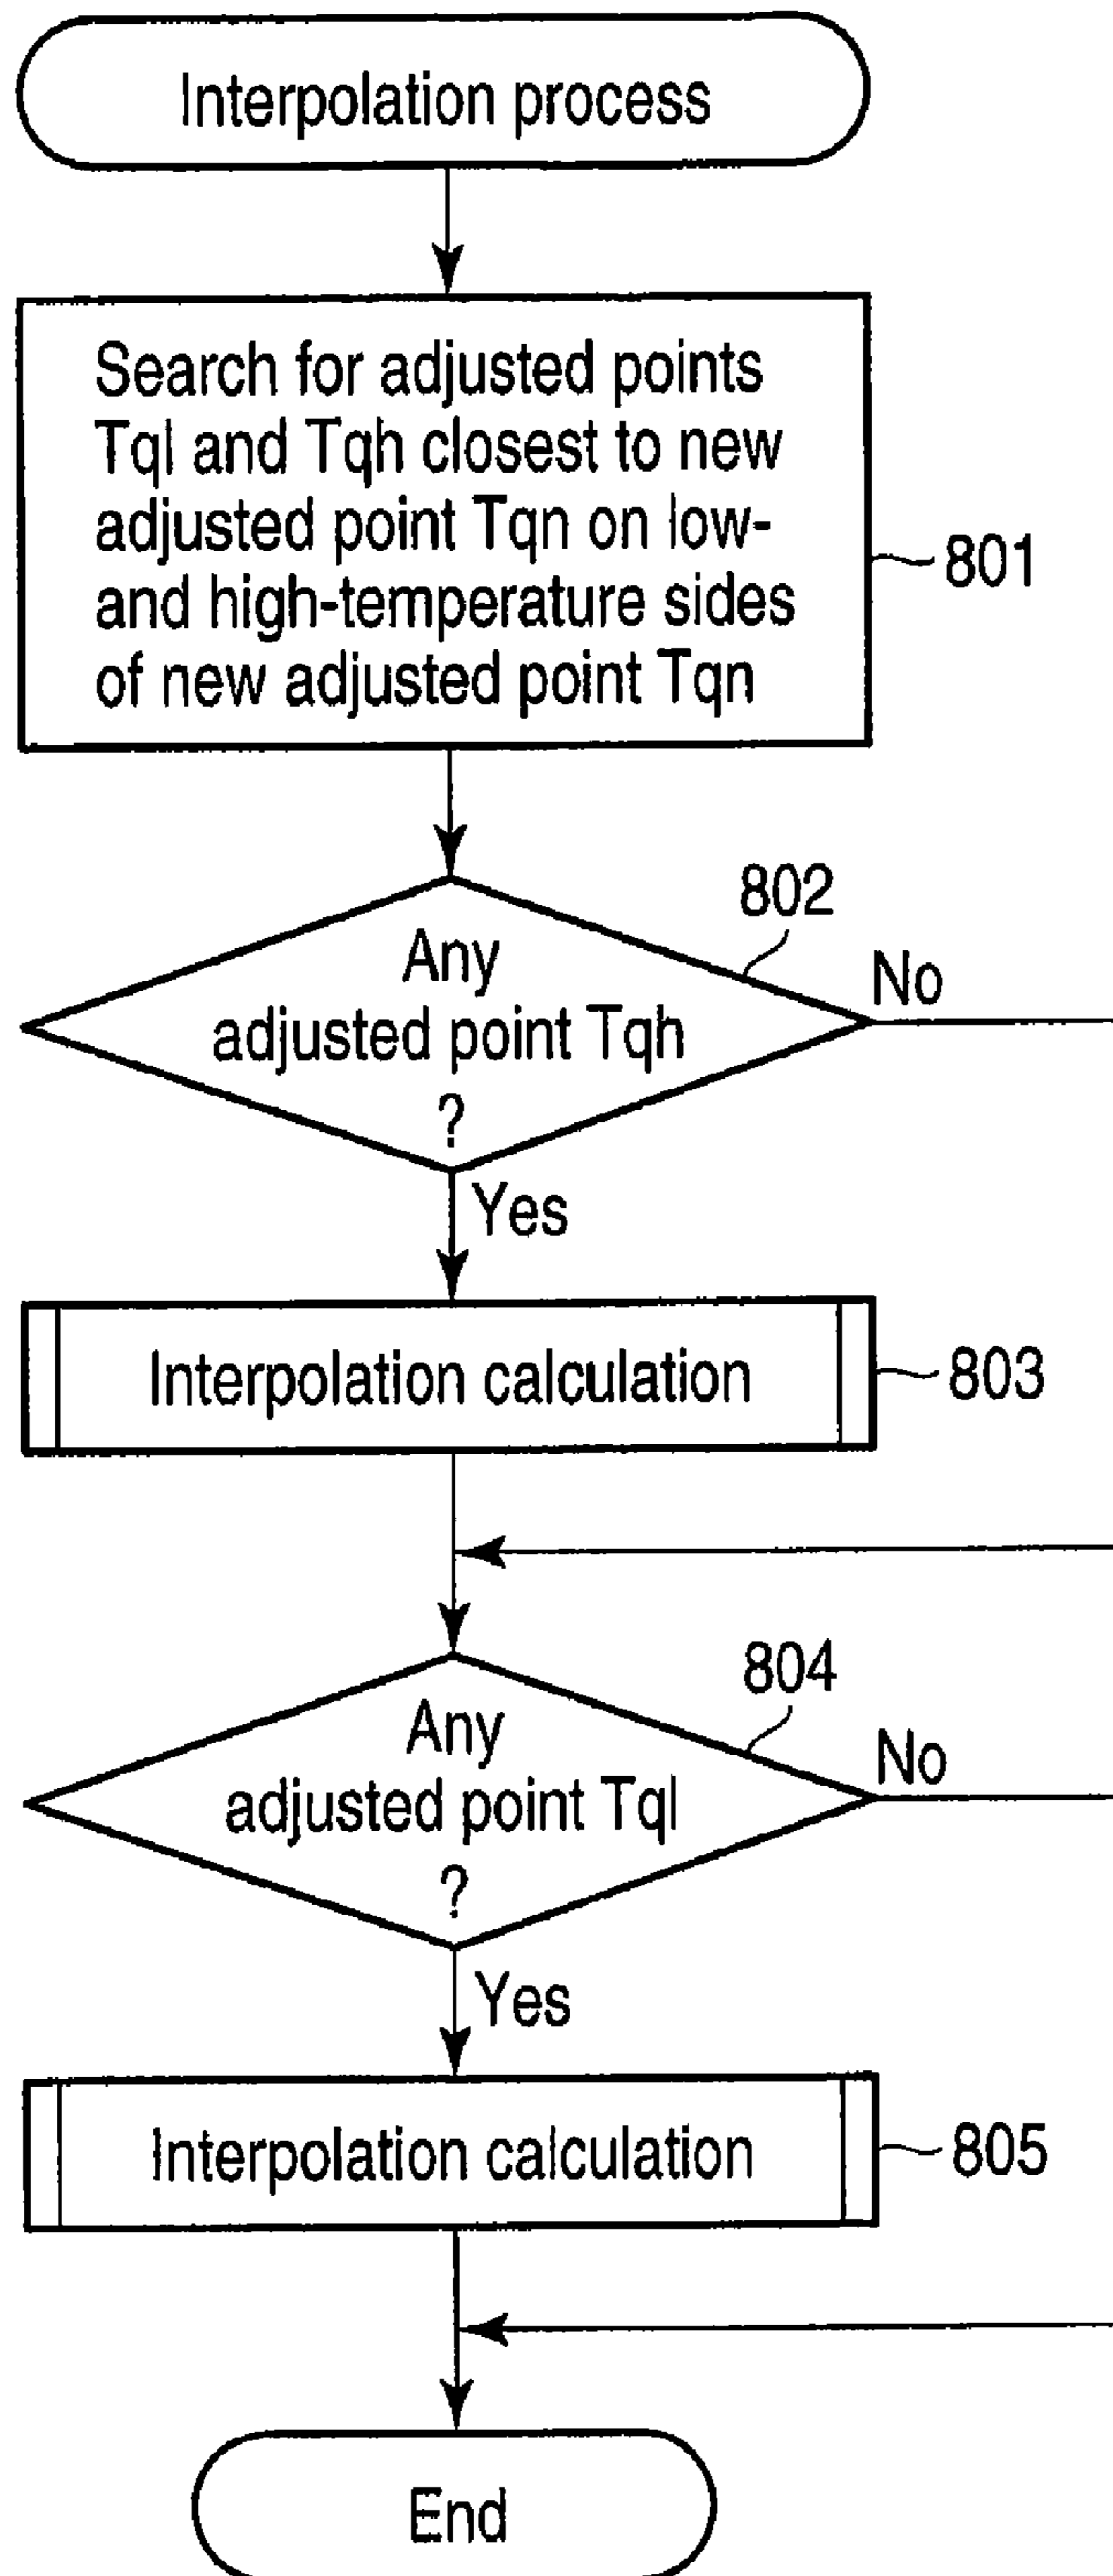 Interpolation process
Search for adjusted points
Tql and Tqh closest to new
adjusted point Tqn on low-
and high-temperature sides
of new adjusted point Tqn
801
802
Any
adjusted point Tqh
?
No
Yes
Interpolation calculation
803
804
Any
adjusted point Tql
?
No
Yes
Interpolation calculation
805
End